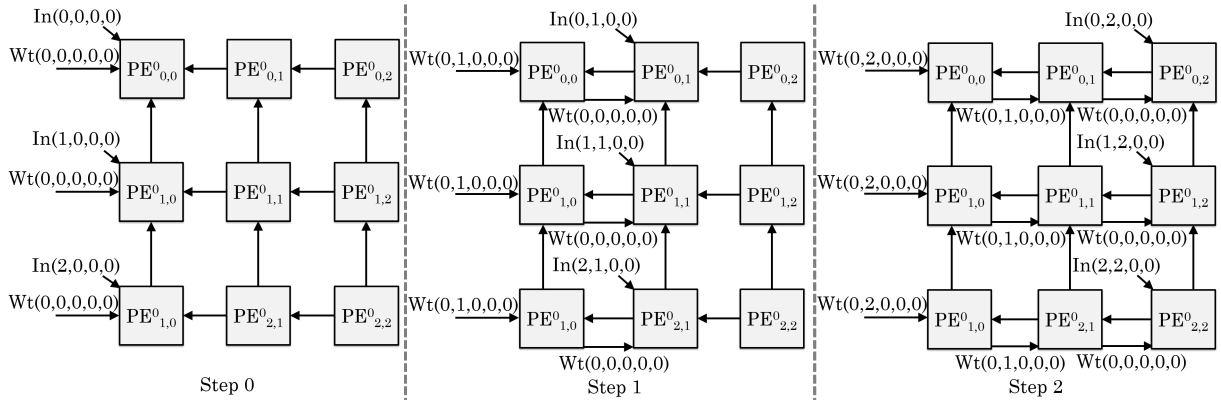 In(0,0,0,0)
Wt(0,0,0,0,0)
PE⁰₀,₀
PE⁰₀,₁
PE⁰₀,₂
In(1,0,0,0)
Wt(0,0,0,0,0)
PE⁰₁,₀
PE⁰₁,₁
PE⁰₁,₂
In(2,0,0,0)
Wt(0,0,0,0,0)
PE⁰₁,₀
PE⁰₂,₁
PE⁰₂,₂
Step 0
In(0,1,0,0)
Wt(0,1,0,0,0)
PE⁰₀,₀
PE⁰₀,₁
PE⁰₀,₂
Wt(0,0,0,0,0)
In(1,1,0,0)
Wt(0,1,0,0,0)
PE⁰₁,₀
PE⁰₁,₁
PE⁰₁,₂
Wt(0,0,0,0,0)
In(2,1,0,0)
Wt(0,1,0,0,0)
PE⁰₁,₀
PE⁰₂,₁
PE⁰₂,₂
Wt(0,0,0,0,0)
Step 1
In(0,2,0,0)
Wt(0,2,0,0,0)
PE⁰₀,₀
PE⁰₀,₁
PE⁰₀,₂
Wt(0,1,0,0,0)
Wt(0,0,0,0,0)
In(1,2,0,0)
Wt(0,2,0,0,0)
PE⁰₁,₀
PE⁰₁,₁
PE⁰₁,₂
Wt(0,1,0,0,0)
Wt(0,0,0,0,0)
In(2,2,0,0)
Wt(0,2,0,0,0)
PE⁰₁,₀
PE⁰₂,₁
PE⁰₂,₂
Wt(0,1,0,0,0)
Wt(0,0,0,0,0)
Step 2